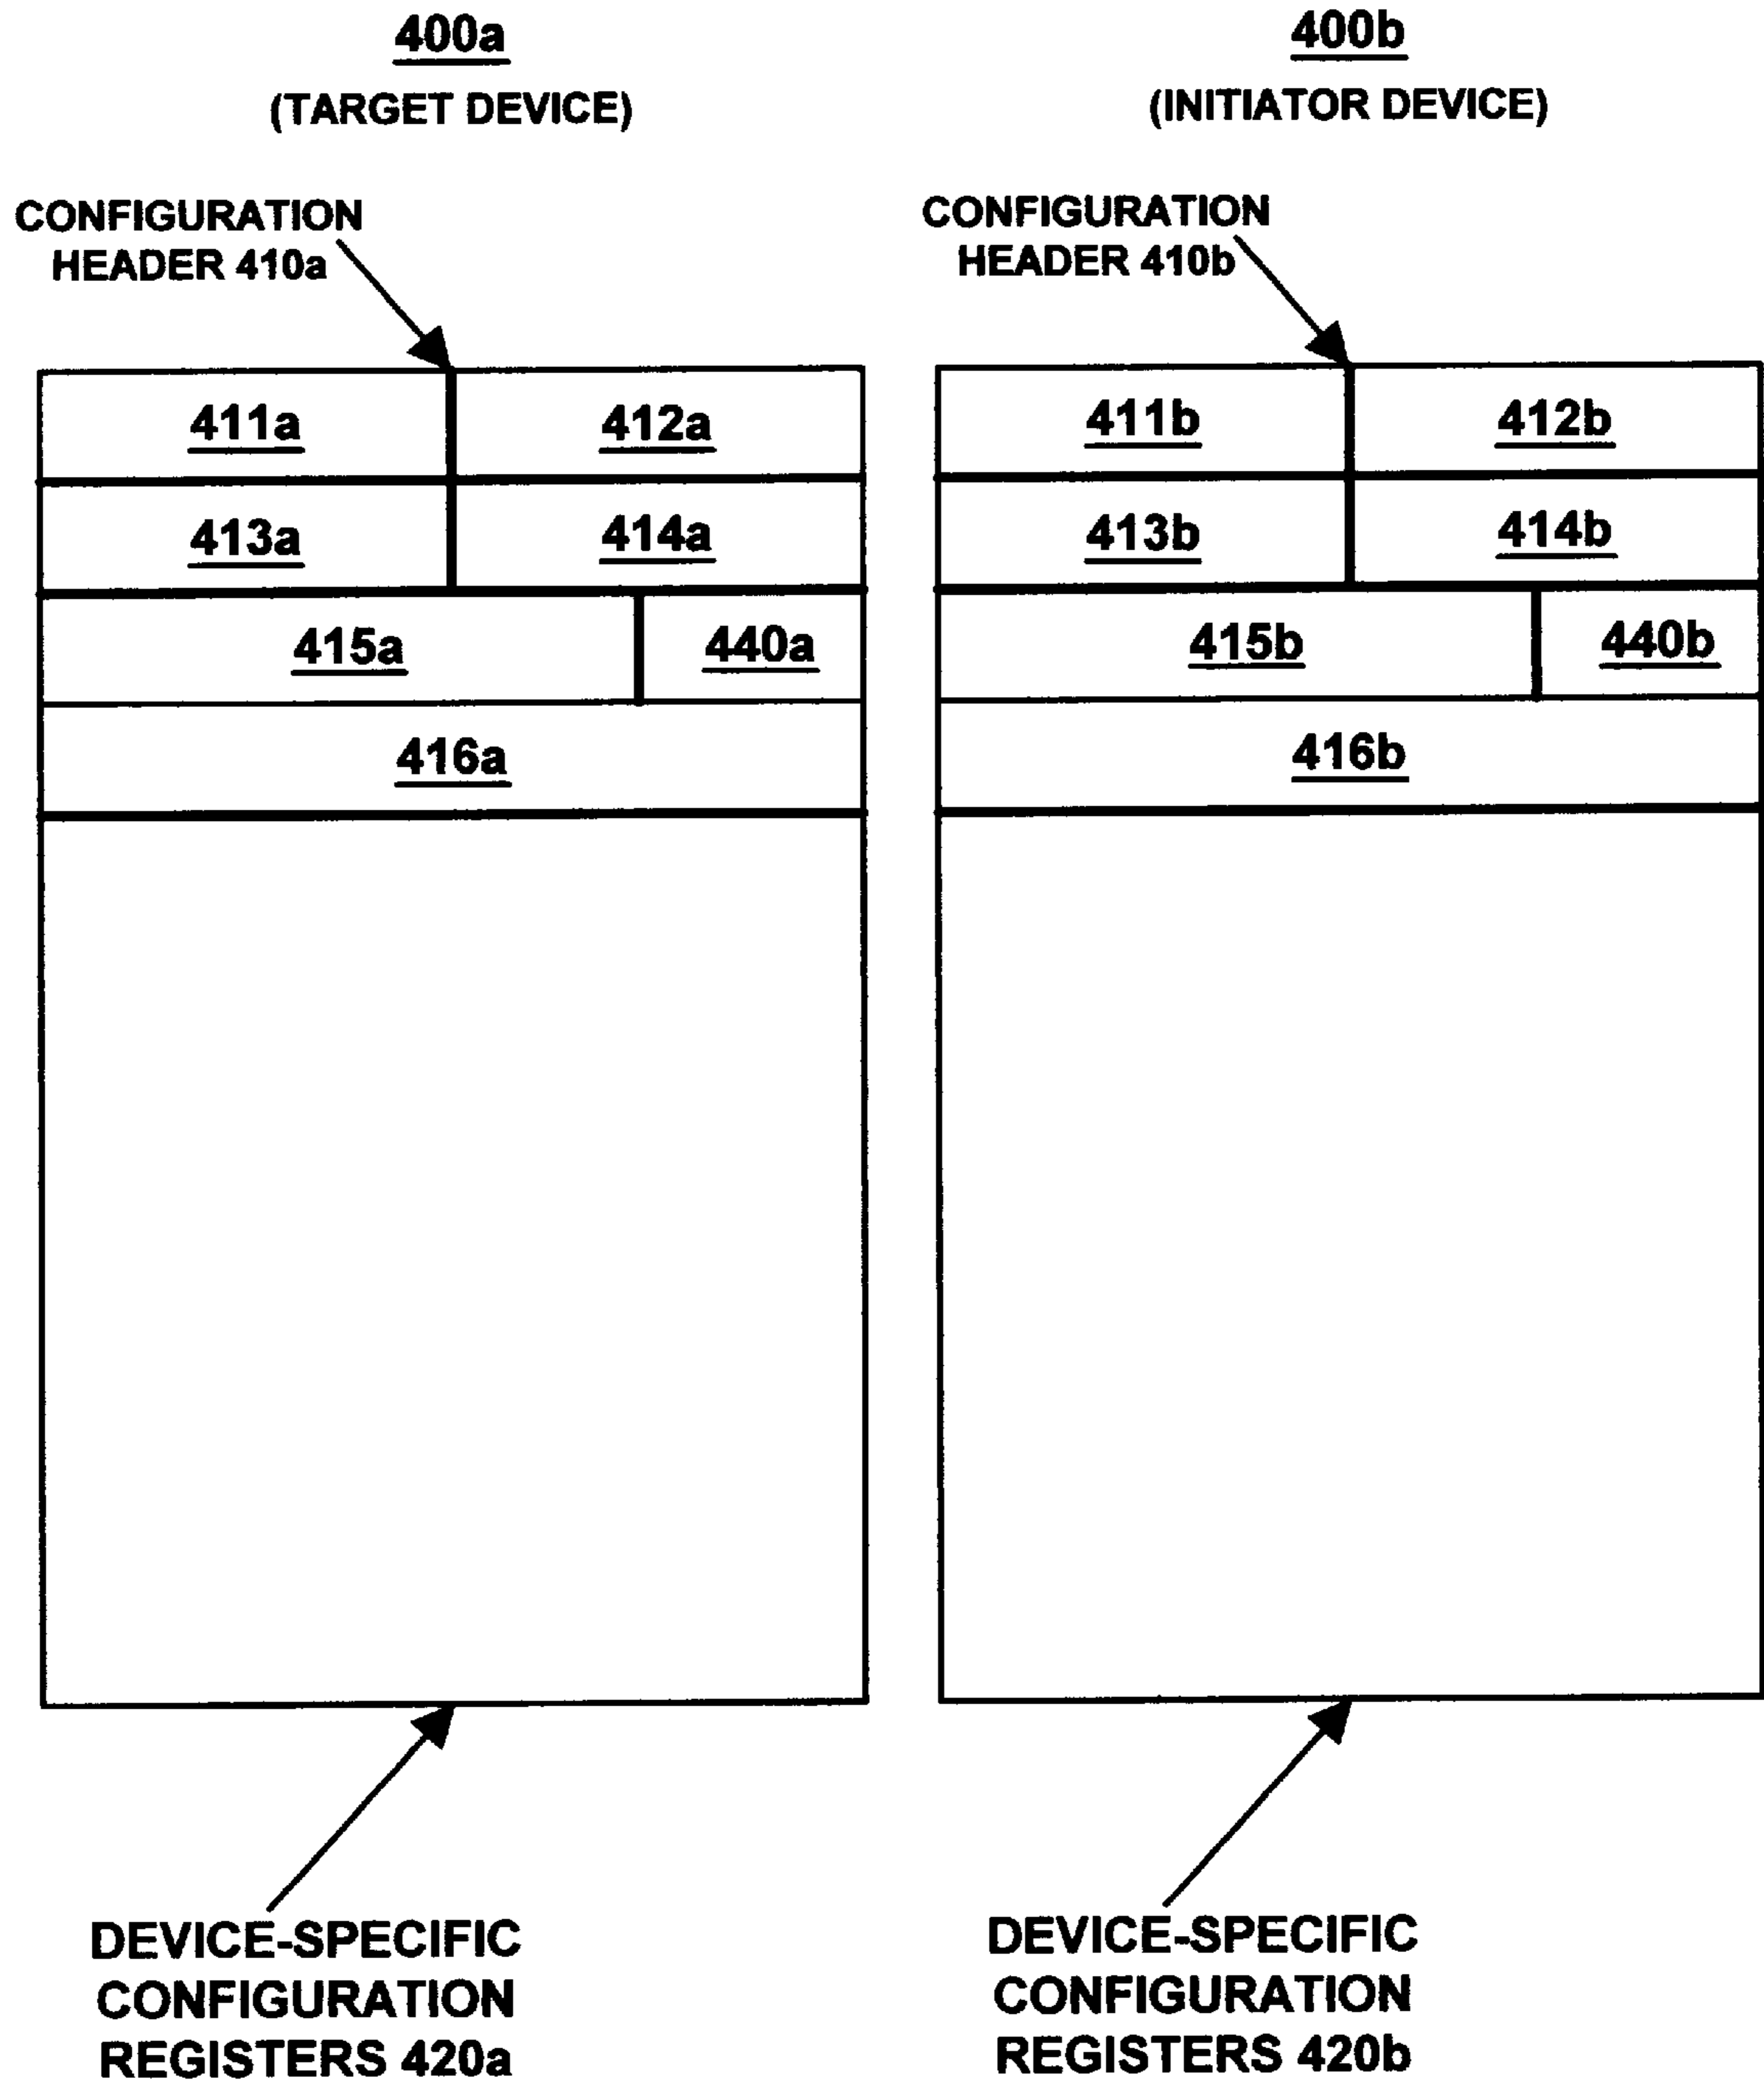 400a
(TARGET DEVICE)
CONFIGURATION
HEADER 410a
411a
412a
413a
414a
415a
440a
416a
DEVICE-SPECIFIC
CONFIGURATION
REGISTERS 420a
400b
(INITIATOR DEVICE)
CONFIGURATION
HEADER 410b
411b
412b
413b
414b
415b
440b
416b
DEVICE-SPECIFIC
CONFIGURATION
REGISTERS 420b